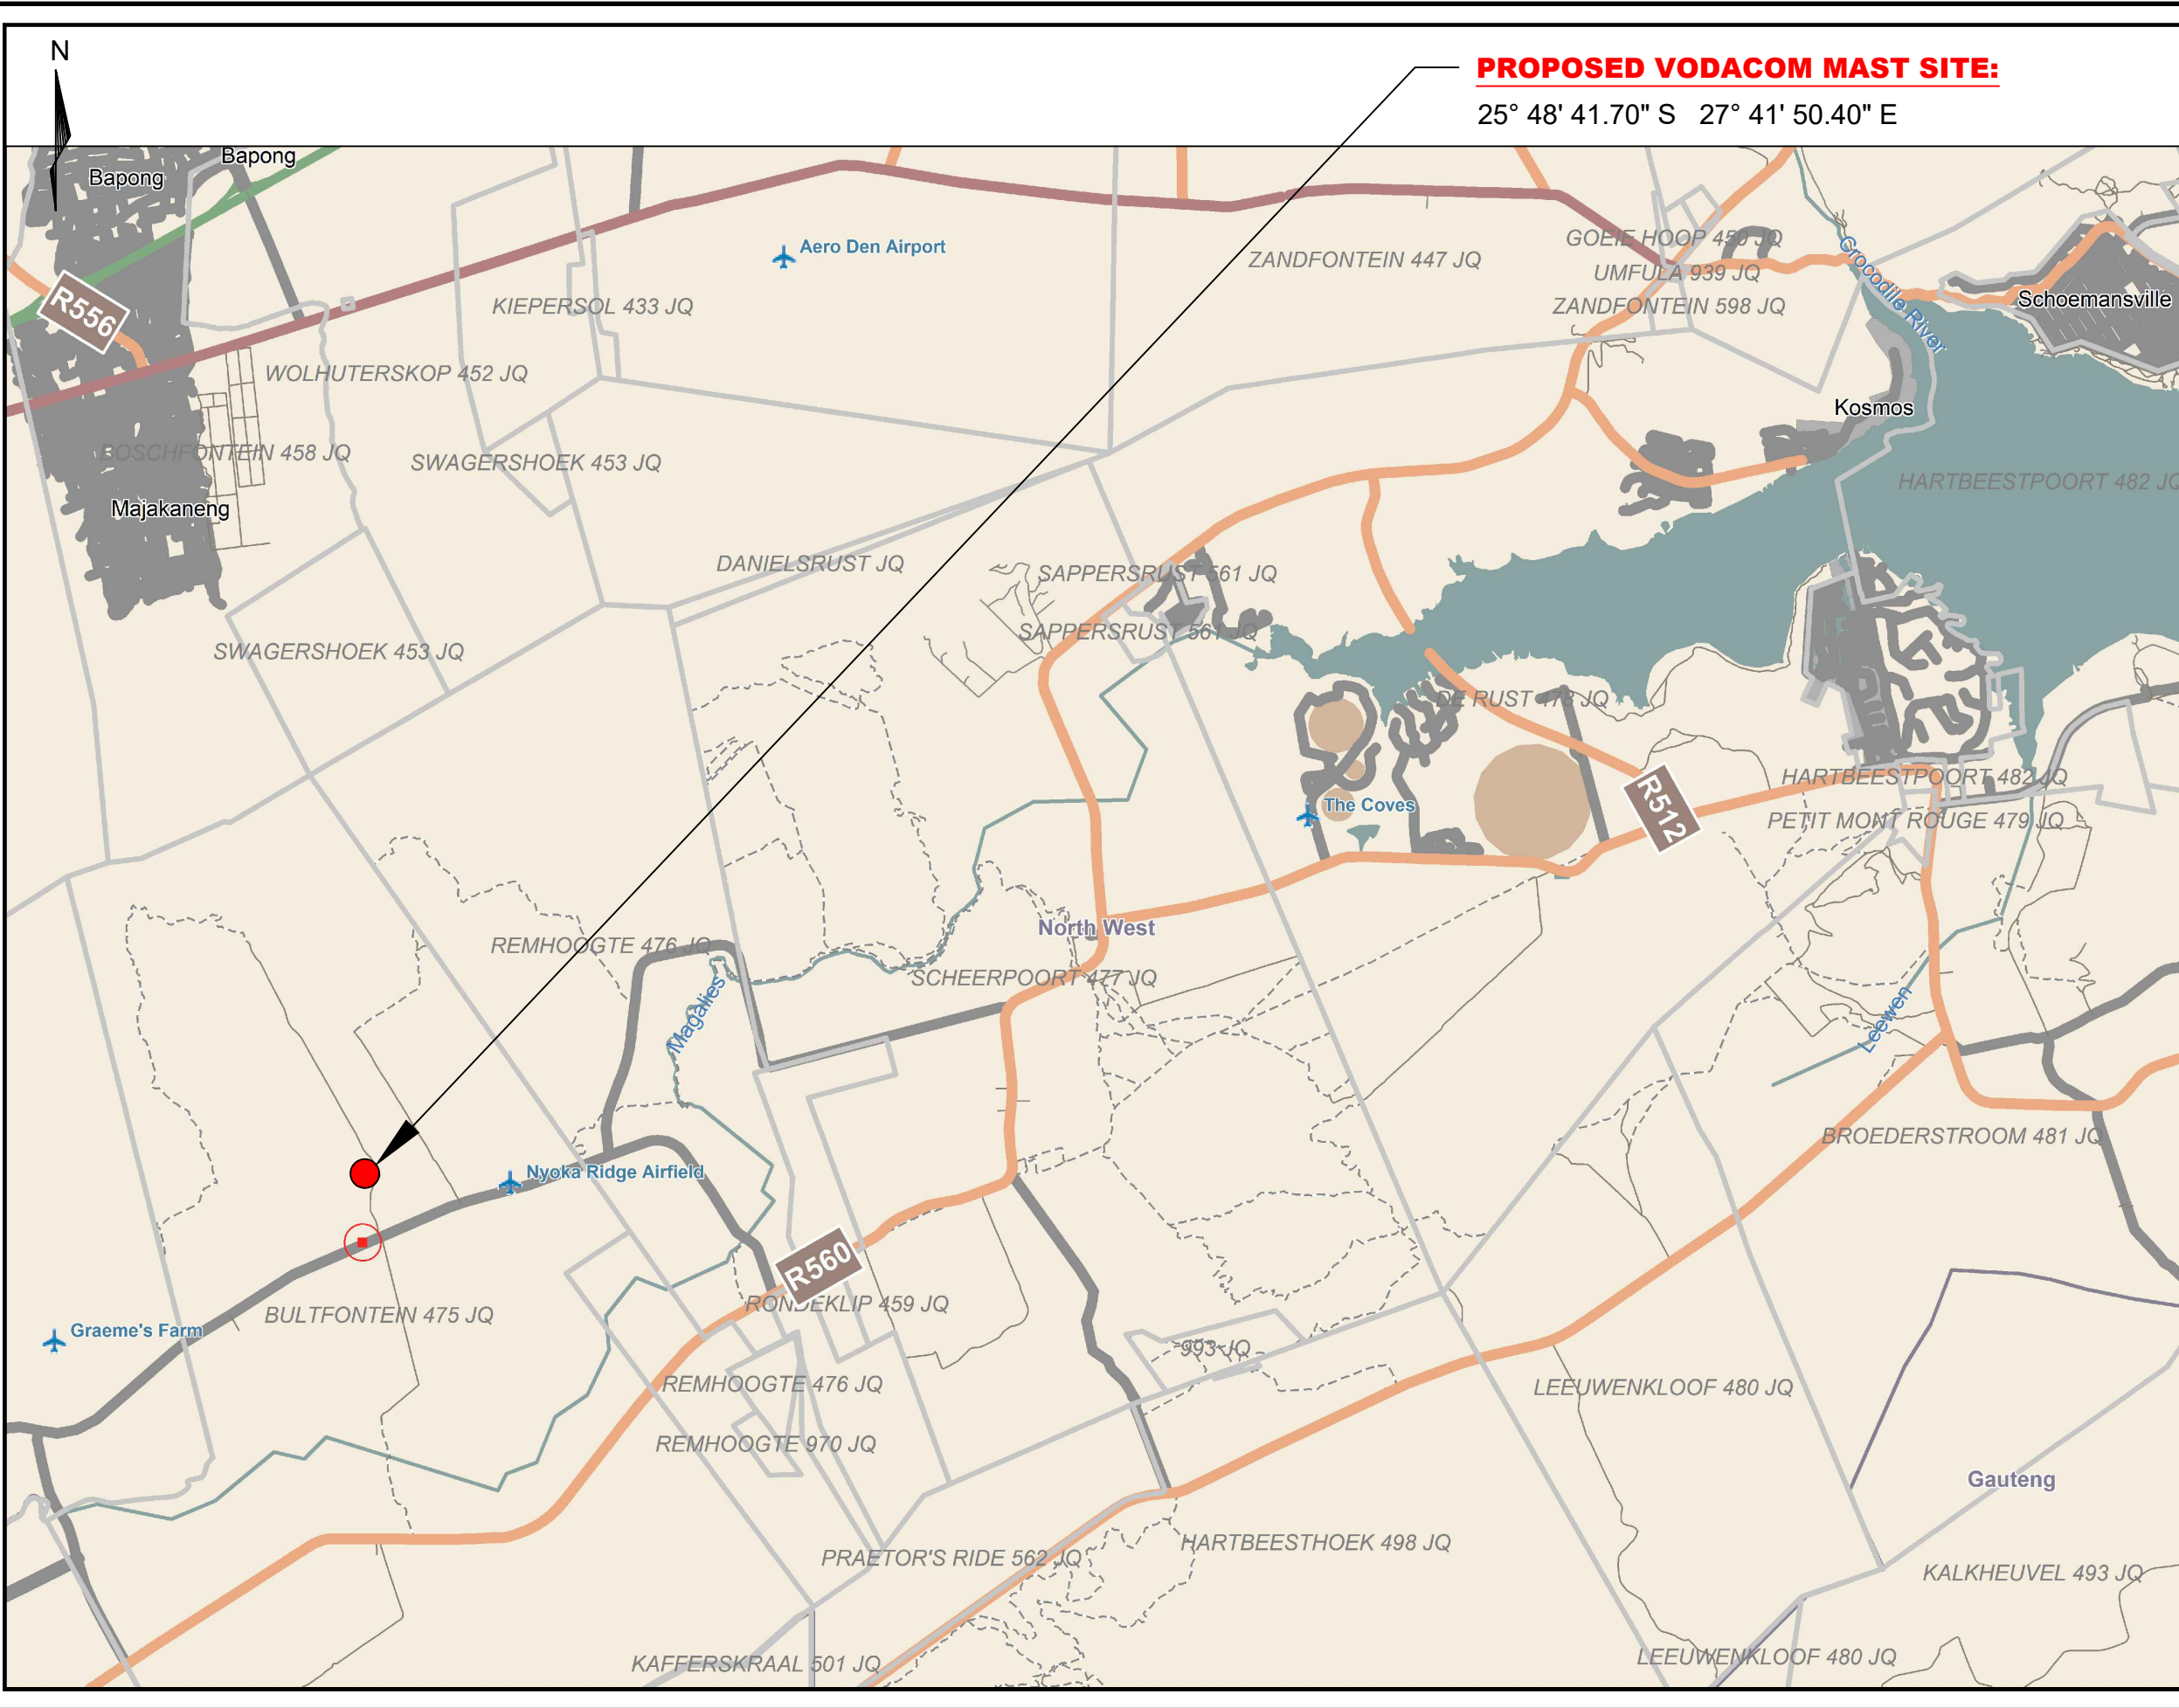 N
PROPOSED VODACOM MAST SITE:
25° 48' 41.70" S   27° 41' 50.40" E
Bapong
Bapong
Aero Den Airport
GOEIE HOOP 450 JQ
Crocodile River
ZANDFONTEIN 447 JQ
UMFULA 939 JQ
R556
KIEPERSOL 433 JQ
ZANDFONTEIN 598 JQ
Schoemansville
WOLHUTERSKOP 452 JQ
Kosmos
BOSCHFONTEIN 458 JQ
SWAGERSHOEK 453 JQ
HARTBEESTPOORT 482 JQ
Majakaneng
DANIELSRUST JQ
SAPPERSRUST 561 JQ
SAPPERSRUST 561 JQ
SWAGERSHOEK 453 JQ
DE RUST 478 JQ
HARTBEESTPOORT 482 JQ
The Coves
R512
PETIT MONT ROUGE 479 JQ
North West
REMHOOGTE 476 JQ
SCHEERPOORT 477 JQ
Magalies
Leewen
BROEDERSTROOM 481 JQ
Nyoka Ridge Airfield
R560
RONDEKLIP 459 JQ
BULTFONTEIN 475 JQ
Graeme's Farm
993 JQ
REMHOOGTE 476 JQ
LEEUWENKLOOF 480 JQ
REMHOOGTE 970 JQ
Gauteng
HARTBEESTHOEK 498 JQ
PRAETOR'S RIDE 562 JQ
KALKHEUVEL 493 JQ
KAFFERSKRAAL 501 JQ
LEEUWENKLOOF 480 JQ